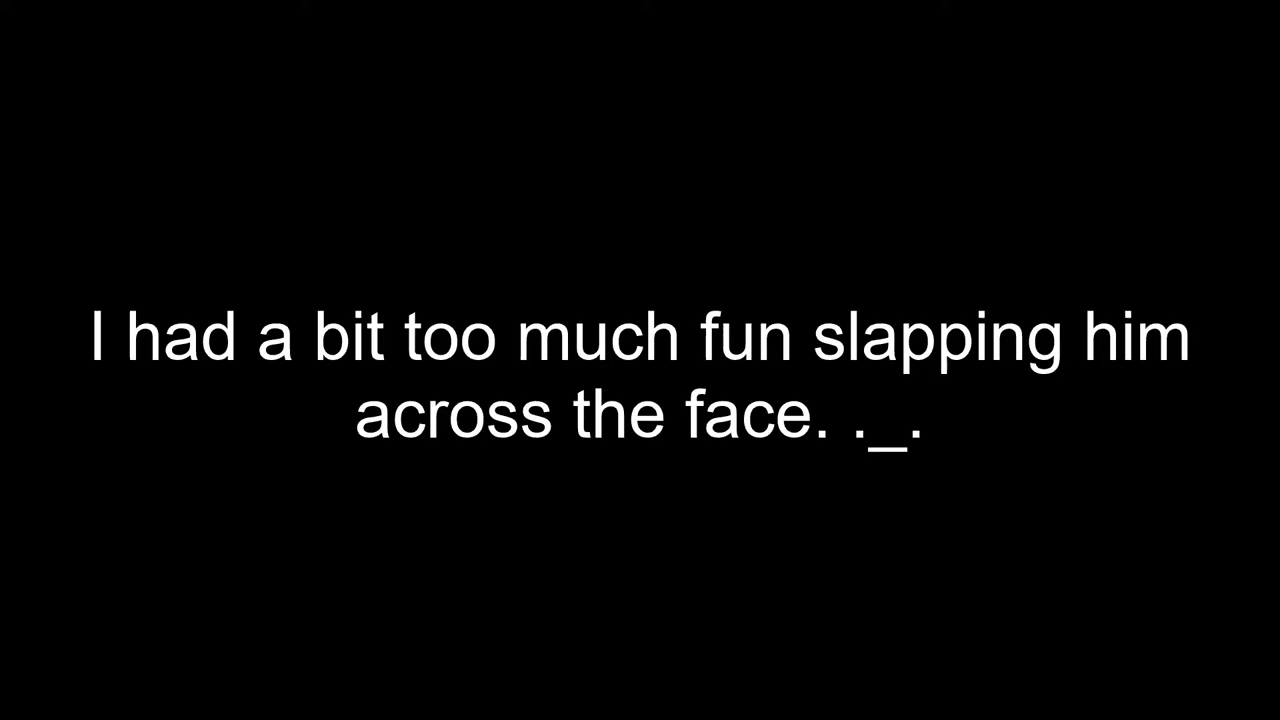 I had a bit too much fun slapping him
across the face. ._.